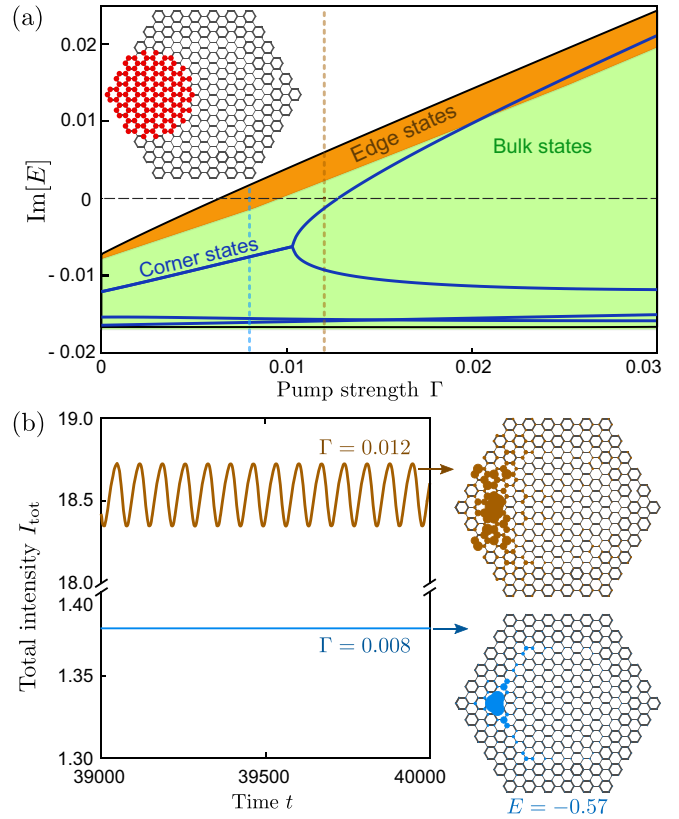 (a)
0.02
0.01
0
- 0.01
- 0.02
Im[E]
Edge states
Bulk states
Corner states
0
0.01
0.02
0.03
Pump strength Γ
(b)
19.0
18.5
18.0
1.40
1.35
1.30
Total intensity I_tot
Γ = 0.012
Γ = 0.008
39000
39500
40000
Time t
E = −0.57